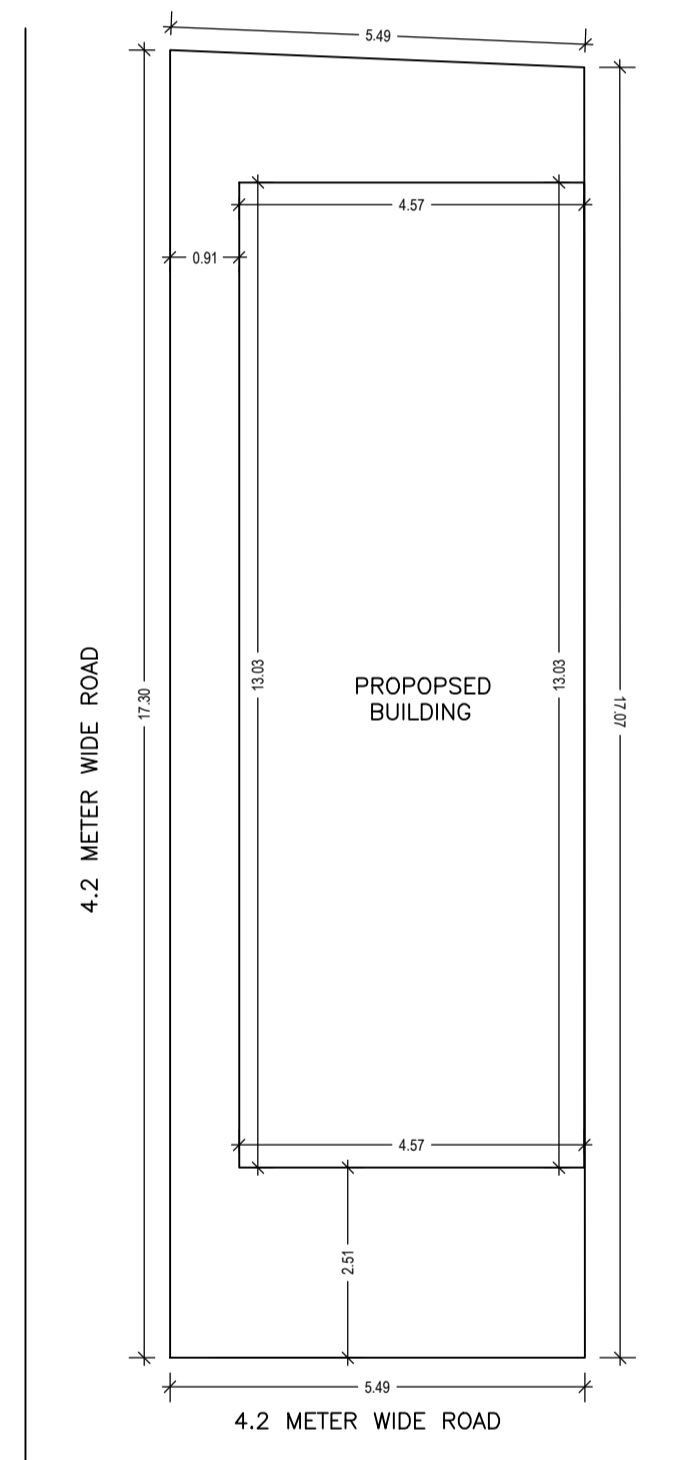 5.49
4.57
0.91
13.03
13.03
17.30
17.07
PROPOPSED
BUILDING
4.2 METER WIDE ROAD
4.57
2.51
5.49
4.2 METER WIDE ROAD